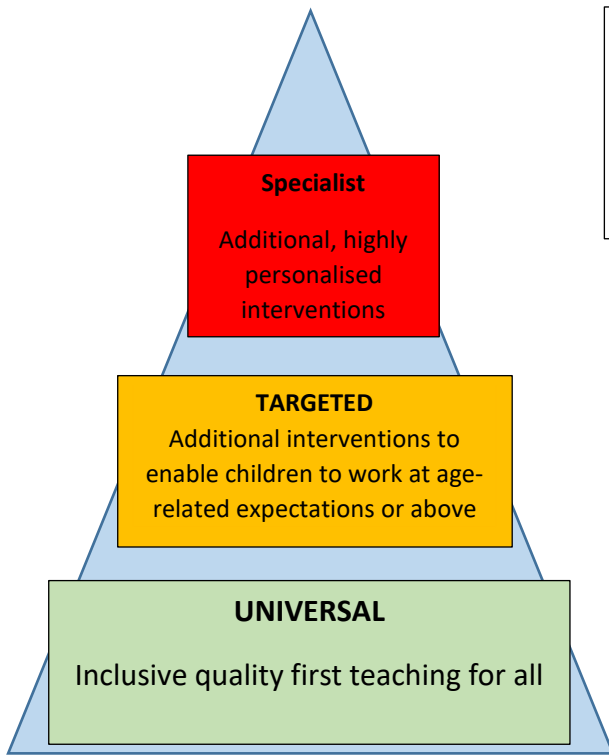 Specialist
Additional, highly
personalised
interventions
TARGETED
Additional interventions to
enable children to work at age-
related expectations or above
UNIVERSAL
Inclusive quality first teaching for all